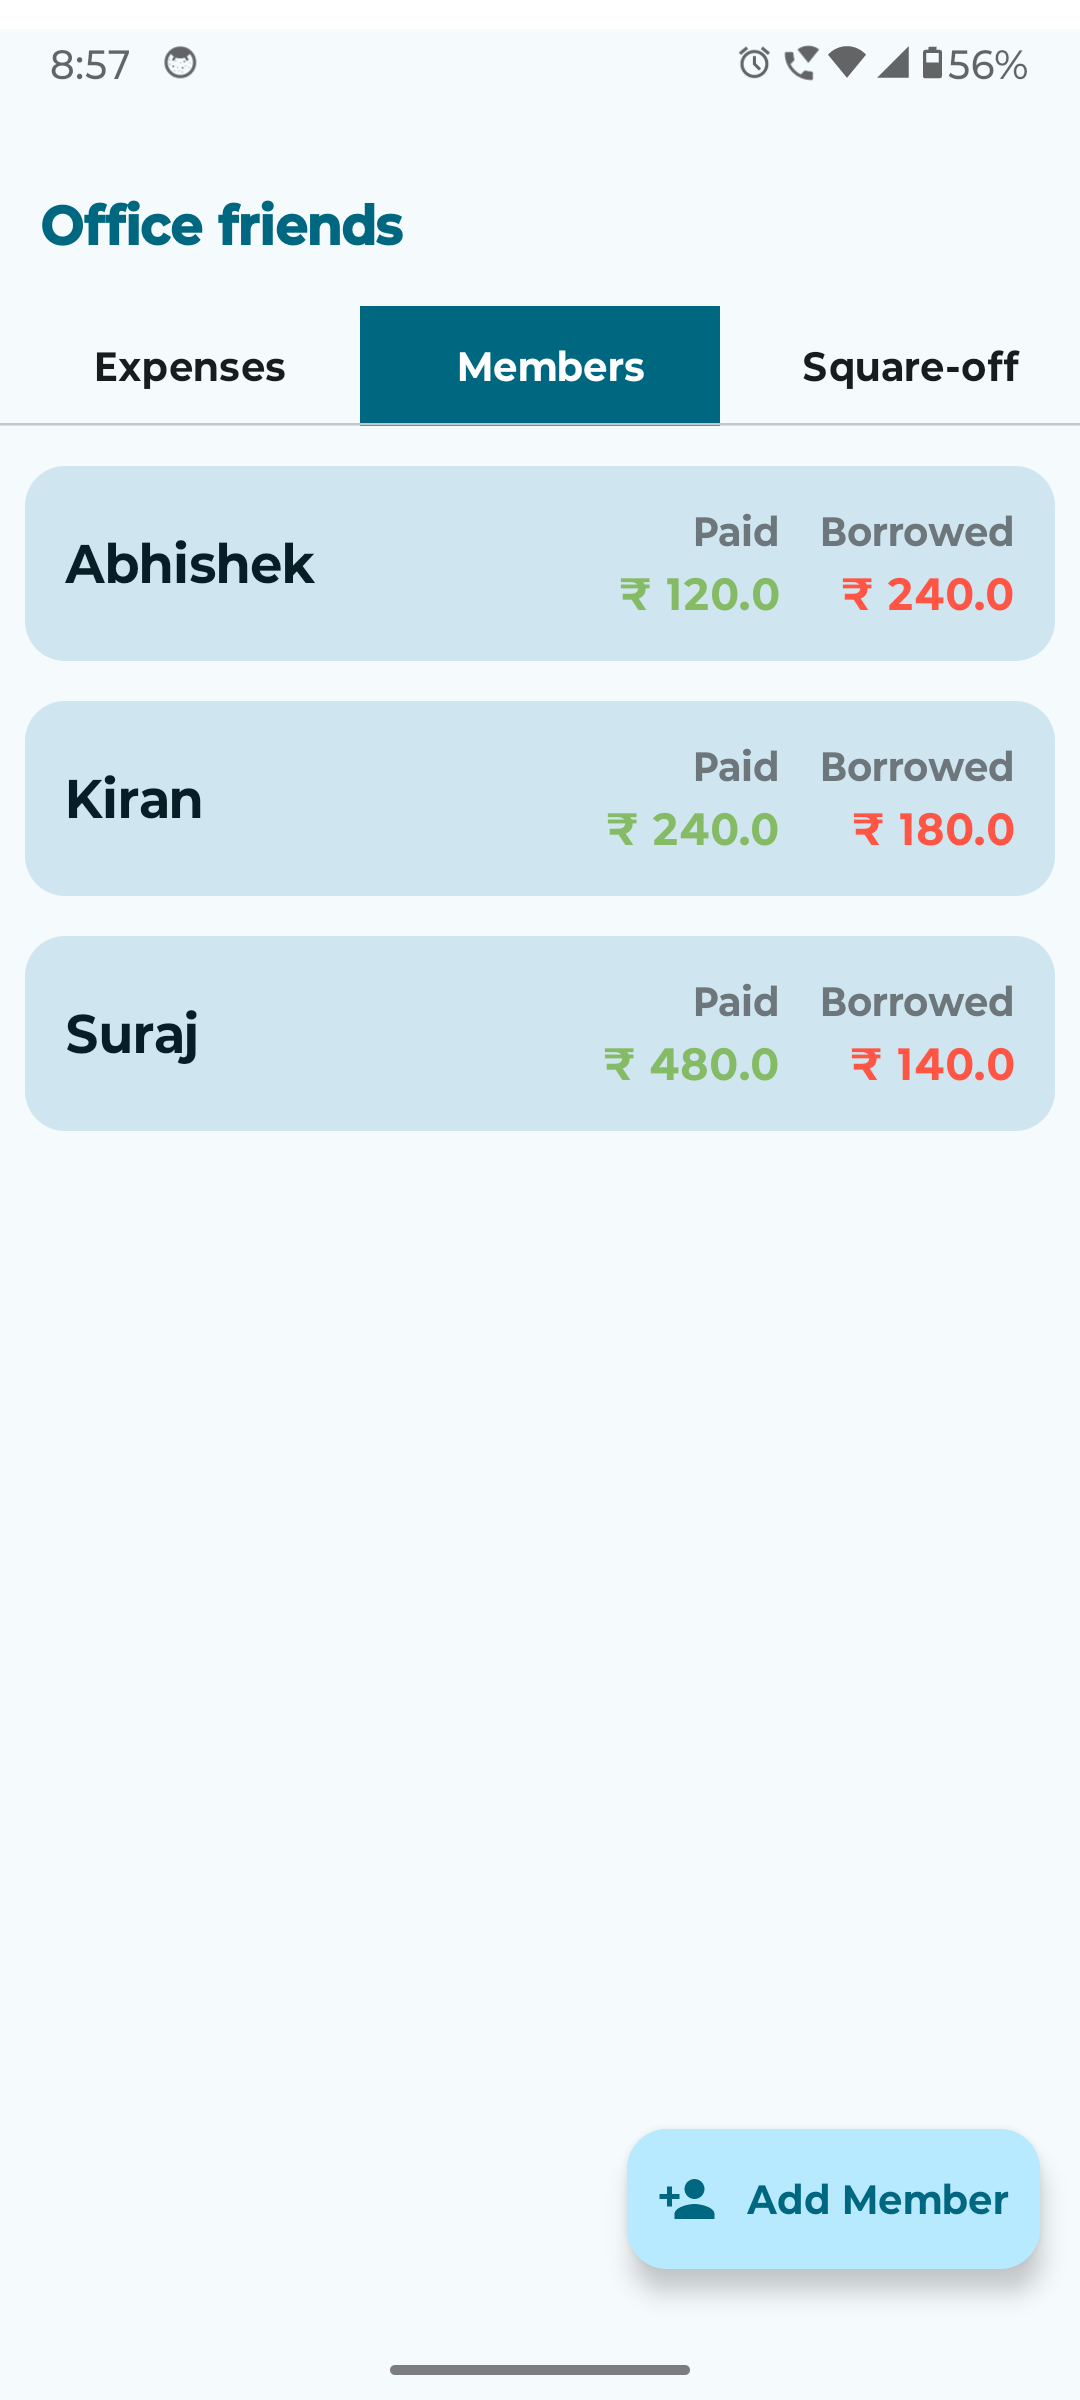 8:57 56%
Office friends
Expenses Members Square-off
Abhishek
Paid Borrowed
₹ 120.0 ₹ 240.0
Kiran
Paid Borrowed
₹ 240.0 ₹ 180.0
Suraj
Paid Borrowed
₹ 480.0 ₹ 140.0
Add Member